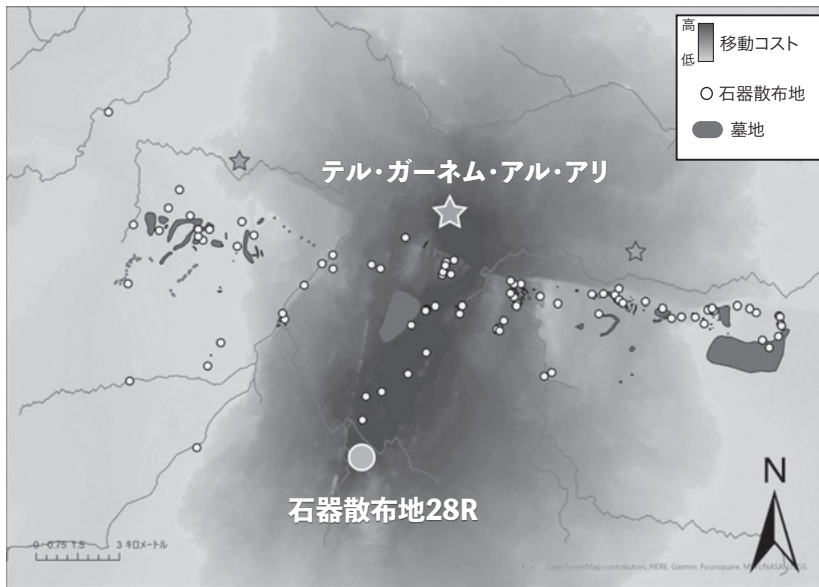 高
低
移動コスト
石器散布地
墓地
テル・ガーネム・アル・アリ
石器散布地28R
N
0 0.75 1.5 3 キロメートル
OpenStreetMap contributors, HERE, Garmin, Foursquare,